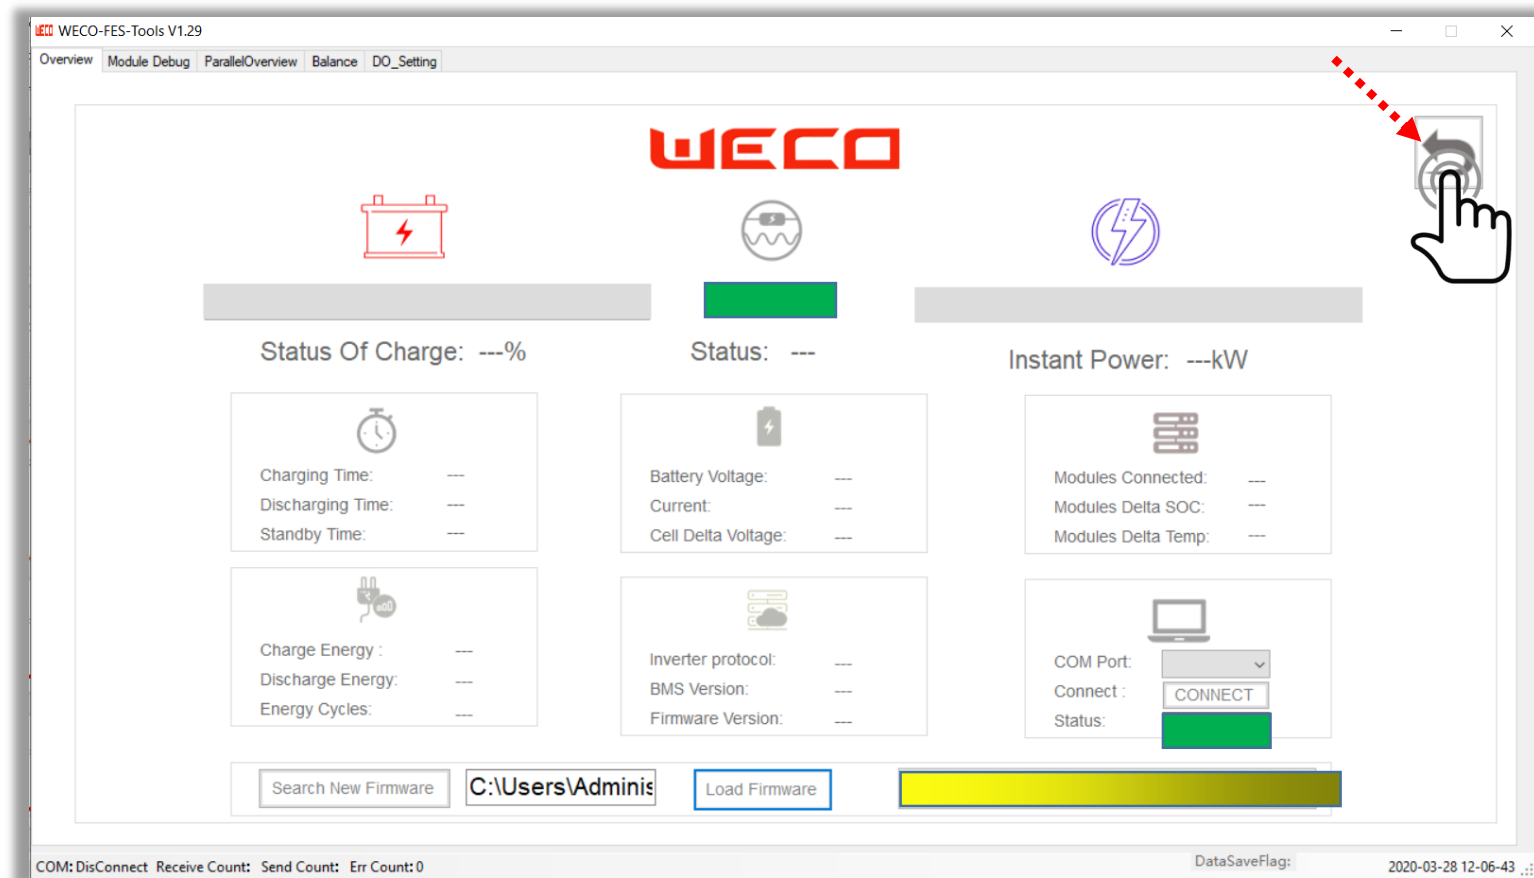 WECO WECO-FES-Tools V1.29
Overview Module Debug ParallelOverview Balance DO_Setting
WECO
Status Of Charge: ---%
Status: ---
Instant Power: ---kW
Charging Time: ---
Discharging Time: ---
Standby Time: ---
Battery Voltage: ---
Current: ---
Cell Delta Voltage: ---
Modules Connected: ---
Modules Delta SOC: ---
Modules Delta Temp: ---
Charge Energy : ---
Discharge Energy: ---
Energy Cycles: ---
Inverter protocol: ---
BMS Version: ---
Firmware Version: ---
COM Port:
Connect : CONNECT
Status:
Search New Firmware C:\Users\Adminis Load Firmware
COM: DisConnect Receive Count: Send Count: Err Count: 0 DataSaveFlag: 2020-03-28 12-06-43